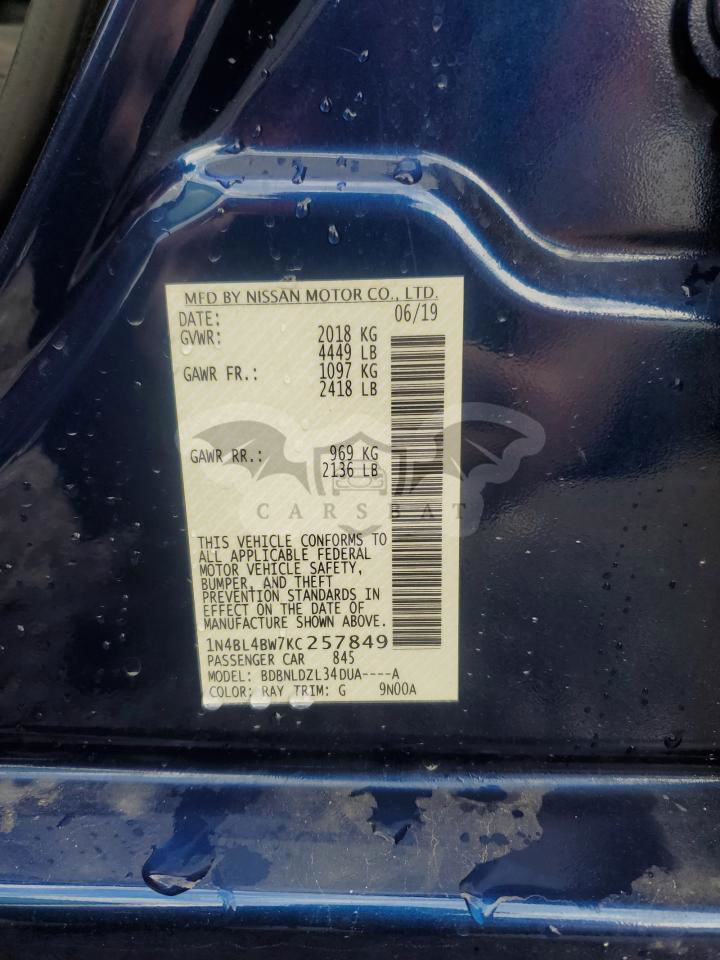 MFD BY NISSAN MOTOR CO., LTD.
DATE: 06/19
GVWR: 2018 KG
4449 LB
GAWR FR.: 1097 KG
2418 LB
GAWR RR.: 969 KG
2136 LB
CARSBAT
THIS VEHICLE CONFORMS TO
ALL APPLICABLE FEDERAL
MOTOR VEHICLE SAFETY,
BUMPER, AND THEFT
PREVENTION STANDARDS IN
EFFECT ON THE DATE OF
MANUFACTURE SHOWN ABOVE.
1N4BL4BW7KC257849
PASSENGER CAR 845
MODEL: BDBNLDZL34DUA----A
COLOR: RAY TRIM: G 9N00A